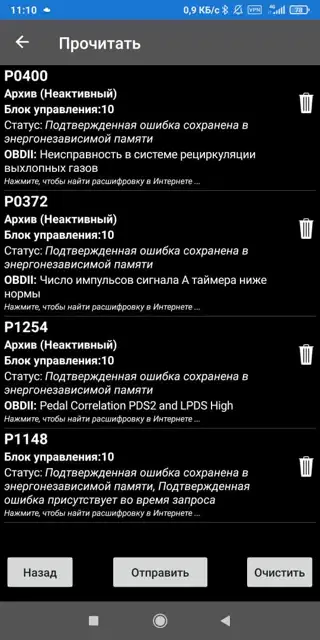 11:10
0,9 КБ/с
VPN
4G
78
Прочитать
P0400
Архив (Неактивный)
Блок управления:10
Статус: Подтвержденная ошибка сохранена в
энергонезависимой памяти
OBDII: Неисправность в системе рециркуляции
выхлопных газов
Нажмите, чтобы найти расшифровку в Интернете ...
P0372
Архив (Неактивный)
Блок управления:10
Статус: Подтвержденная ошибка сохранена в
энергонезависимой памяти
OBDII: Число импульсов сигнала А таймера ниже
нормы
Нажмите, чтобы найти расшифровку в Интернете ...
P1254
Архив (Неактивный)
Блок управления:10
Статус: Подтвержденная ошибка сохранена в
энергонезависимой памяти
OBDII: Pedal Correlation PDS2 and LPDS High
Нажмите, чтобы найти расшифровку в Интернете ...
P1148
Блок управления:10
Статус: Подтвержденная ошибка сохранена в
энергонезависимой памяти, Подтвержденная
ошибка присутствует во время запроса
Нажмите, чтобы найти расшифровку в Интернете ...
Назад
Отправить
Очистить